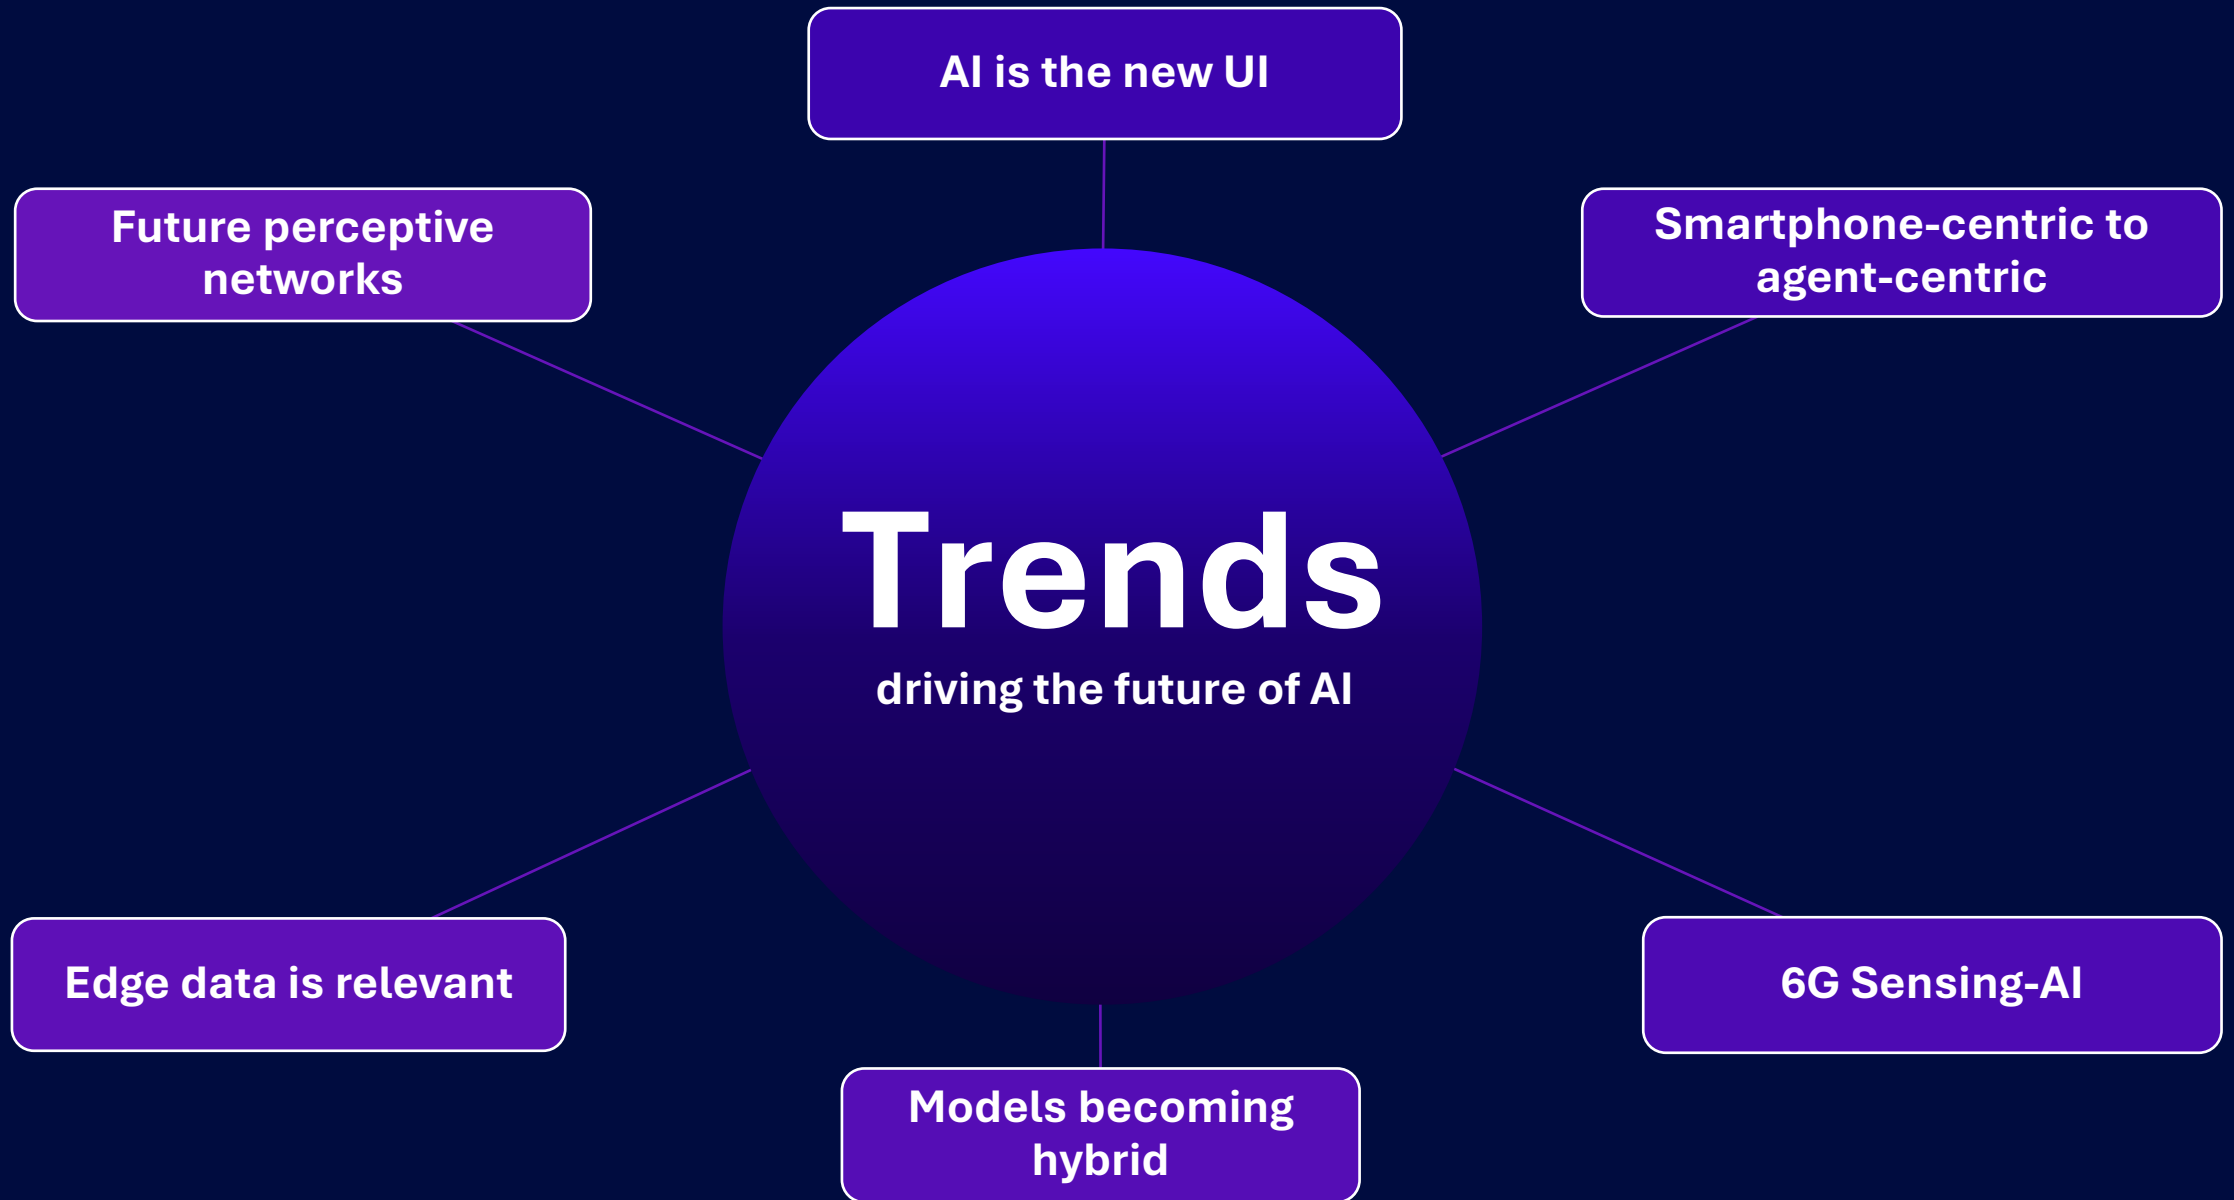 AI is the new UI
Future perceptive
networks
Smartphone-centric to
agent-centric
Trends
driving the future of AI
Edge data is relevant
6G Sensing-AI
Models becoming
hybrid